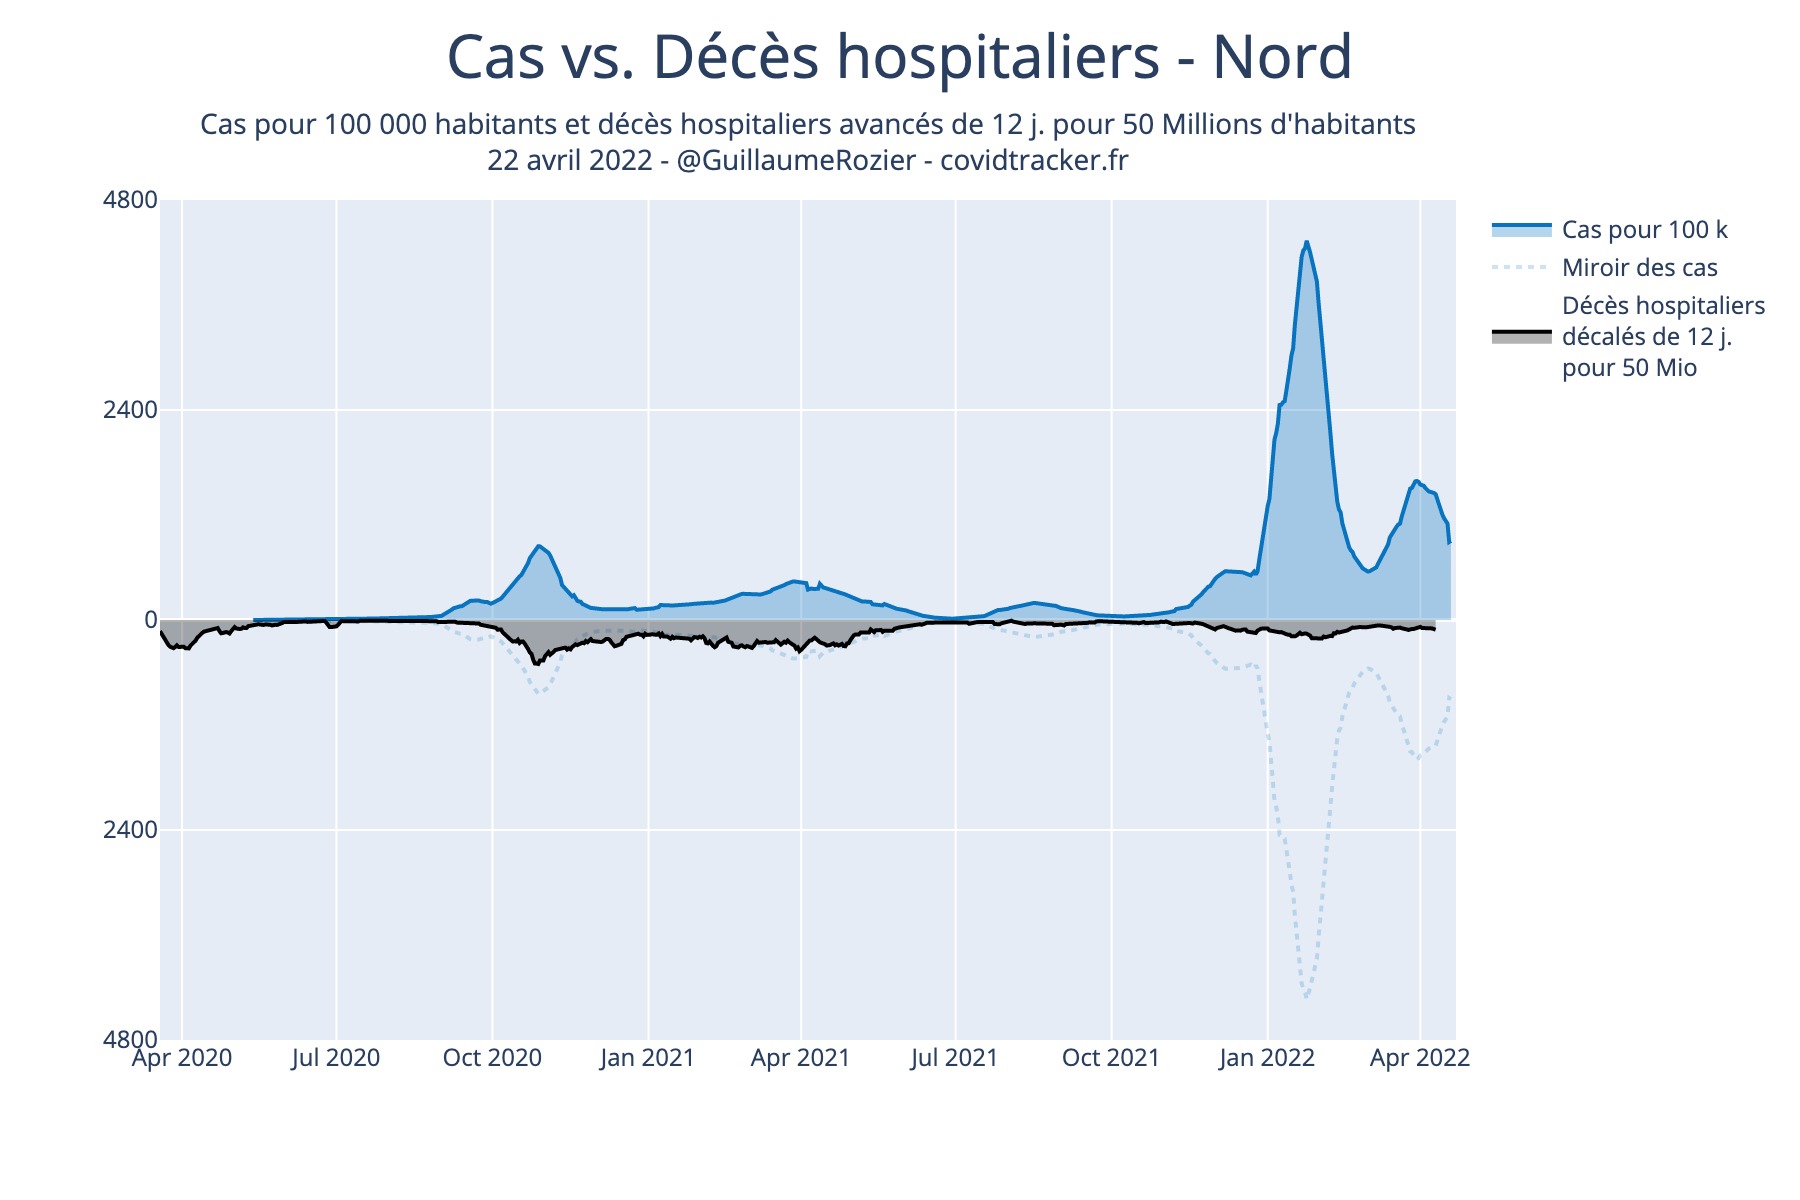 Cas vs. Décès hospitaliers - Nord
Cas pour 100 000 habitants et décès hospitaliers avancés de 12 j. pour 50 Millions d'habitants
22 avril 2022 - @GuillaumeRozier - covidtracker.fr
4800
2400
0
2400
4800
Apr 2020
Jul 2020
Oct 2020
Jan 2021
Apr 2021
Jul 2021
Oct 2021
Jan 2022
Apr 2022
Cas pour 100 k
Miroir des cas
Décès hospitaliers
décalés de 12 j.
pour 50 Mio